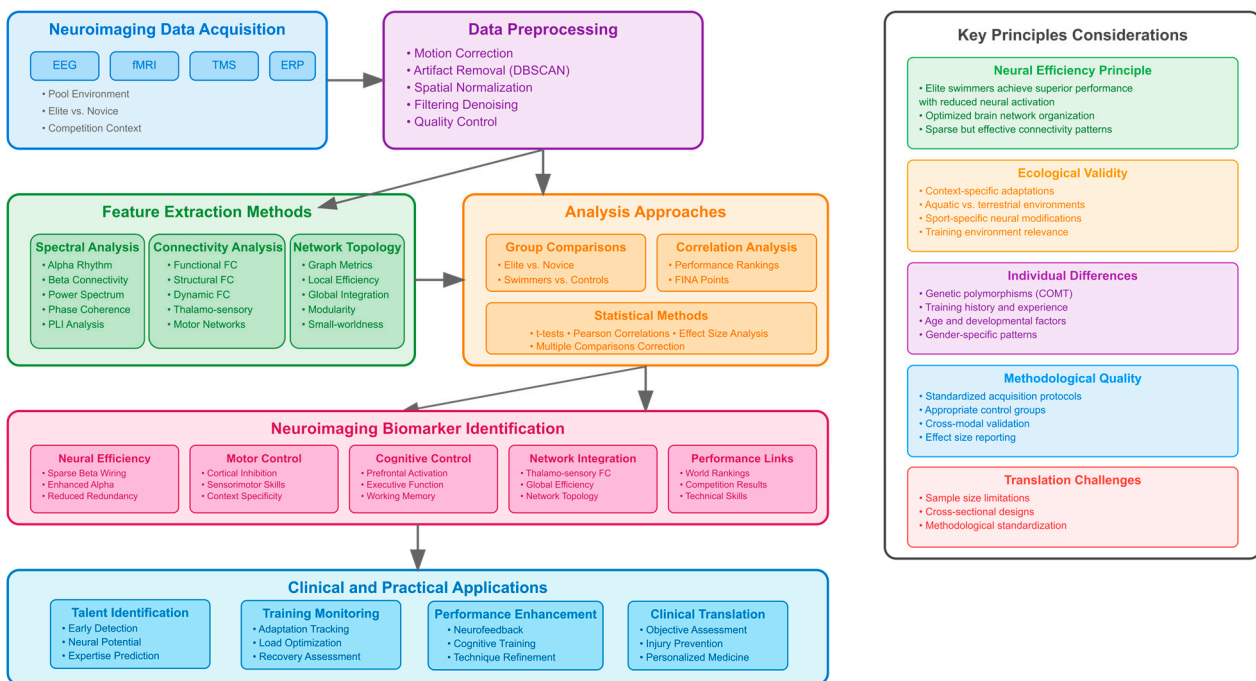 Neuroimaging Data Acquisition
EEG
fMRI
TMS
ERP
• Pool Environment
• Elite vs. Novice
• Competition Context
Data Preprocessing
• Motion Correction
• Artifact Removal (DBSCAN)
• Spatial Normalization
• Filtering Denoising
• Quality Control
Feature Extraction Methods
Spectral Analysis
• Alpha Rhythm
• Beta Connectivity
• Power Spectrum
• Phase Coherence
• PLI Analysis
Connectivity Analysis
• Functional FC
• Structural FC
• Dynamic FC
• Thalamo-sensory
• Motor Networks
Network Topology
• Graph Metrics
• Local Efficiency
• Global Integration
• Modularity
• Small-worldness
Analysis Approaches
Group Comparisons
• Elite vs. Novice
• Swimmers vs. Controls
Correlation Analysis
• Performance Rankings
• FINA Points
Statistical Methods
• t-tests • Pearson Correlations • Effect Size Analysis
• Multiple Comparisons Correction
Neuroimaging Biomarker Identification
Neural Efficiency
• Sparse Beta Wiring
• Enhanced Alpha
• Reduced Redundancy
Motor Control
• Cortical Inhibition
• Sensorimotor Skills
• Context Specificity
Cognitive Control
• Prefrontal Activation
• Executive Function
• Working Memory
Network Integration
• Thalamo-sensory FC
• Global Efficiency
• Network Topology
Performance Links
• World Rankings
• Competition Results
• Technical Skills
Clinical and Practical Applications
Talent Identification
• Early Detection
• Neural Potential
• Expertise Prediction
Training Monitoring
• Adaptation Tracking
• Load Optimization
• Recovery Assessment
Performance Enhancement
• Neurofeedback
• Cognitive Training
• Technique Refinement
Clinical Translation
• Objective Assessment
• Injury Prevention
• Personalized Medicine
Key Principles Considerations
Neural Efficiency Principle
• Elite swimmers achieve superior performance
with reduced neural activation
• Optimized brain network organization
• Sparse but effective connectivity patterns
Ecological Validity
• Context-specific adaptations
• Aquatic vs. terrestrial environments
• Sport-specific neural modifications
• Training environment relevance
Individual Differences
• Genetic polymorphisms (COMT)
• Training history and experience
• Age and developmental factors
• Gender-specific patterns
Methodological Quality
• Standardized acquisition protocols
• Appropriate control groups
• Cross-modal validation
• Effect size reporting
Translation Challenges
• Sample size limitations
• Cross-sectional designs
• Methodological standardization